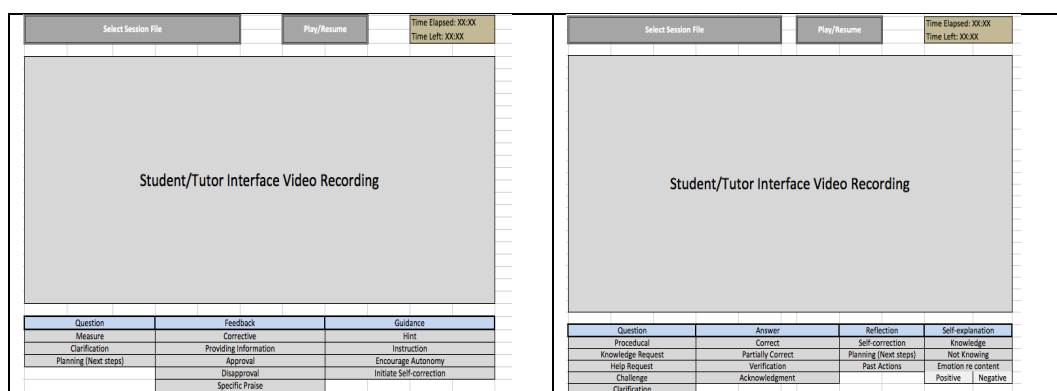 Select Session File Play/Resume Time Elapsed: XX:XX
Time Left: XX:XX
Student/Tutor Interface Video Recording
Question Feedback Guidance
Measure Corrective Hint
Clarification Providing Information Instruction
Planning (Next steps) Approval Encourage Autonomy
Disapproval Initiate Self-correction
Specific Praise
Select Session File Play/Resume Time Elapsed: XX:XX
Time Left: XX:XX
Student/Tutor Interface Video Recording
Question Answer Reflection Self-explanation
Proceducal Correct Self-correction Knowledge
Knowledge Request Partially Correct Planning (Next steps) Not Knowing
Help Request Verification Past Actions Emotion re content
Challenge Acknowledgment Positive Negative
Clarification